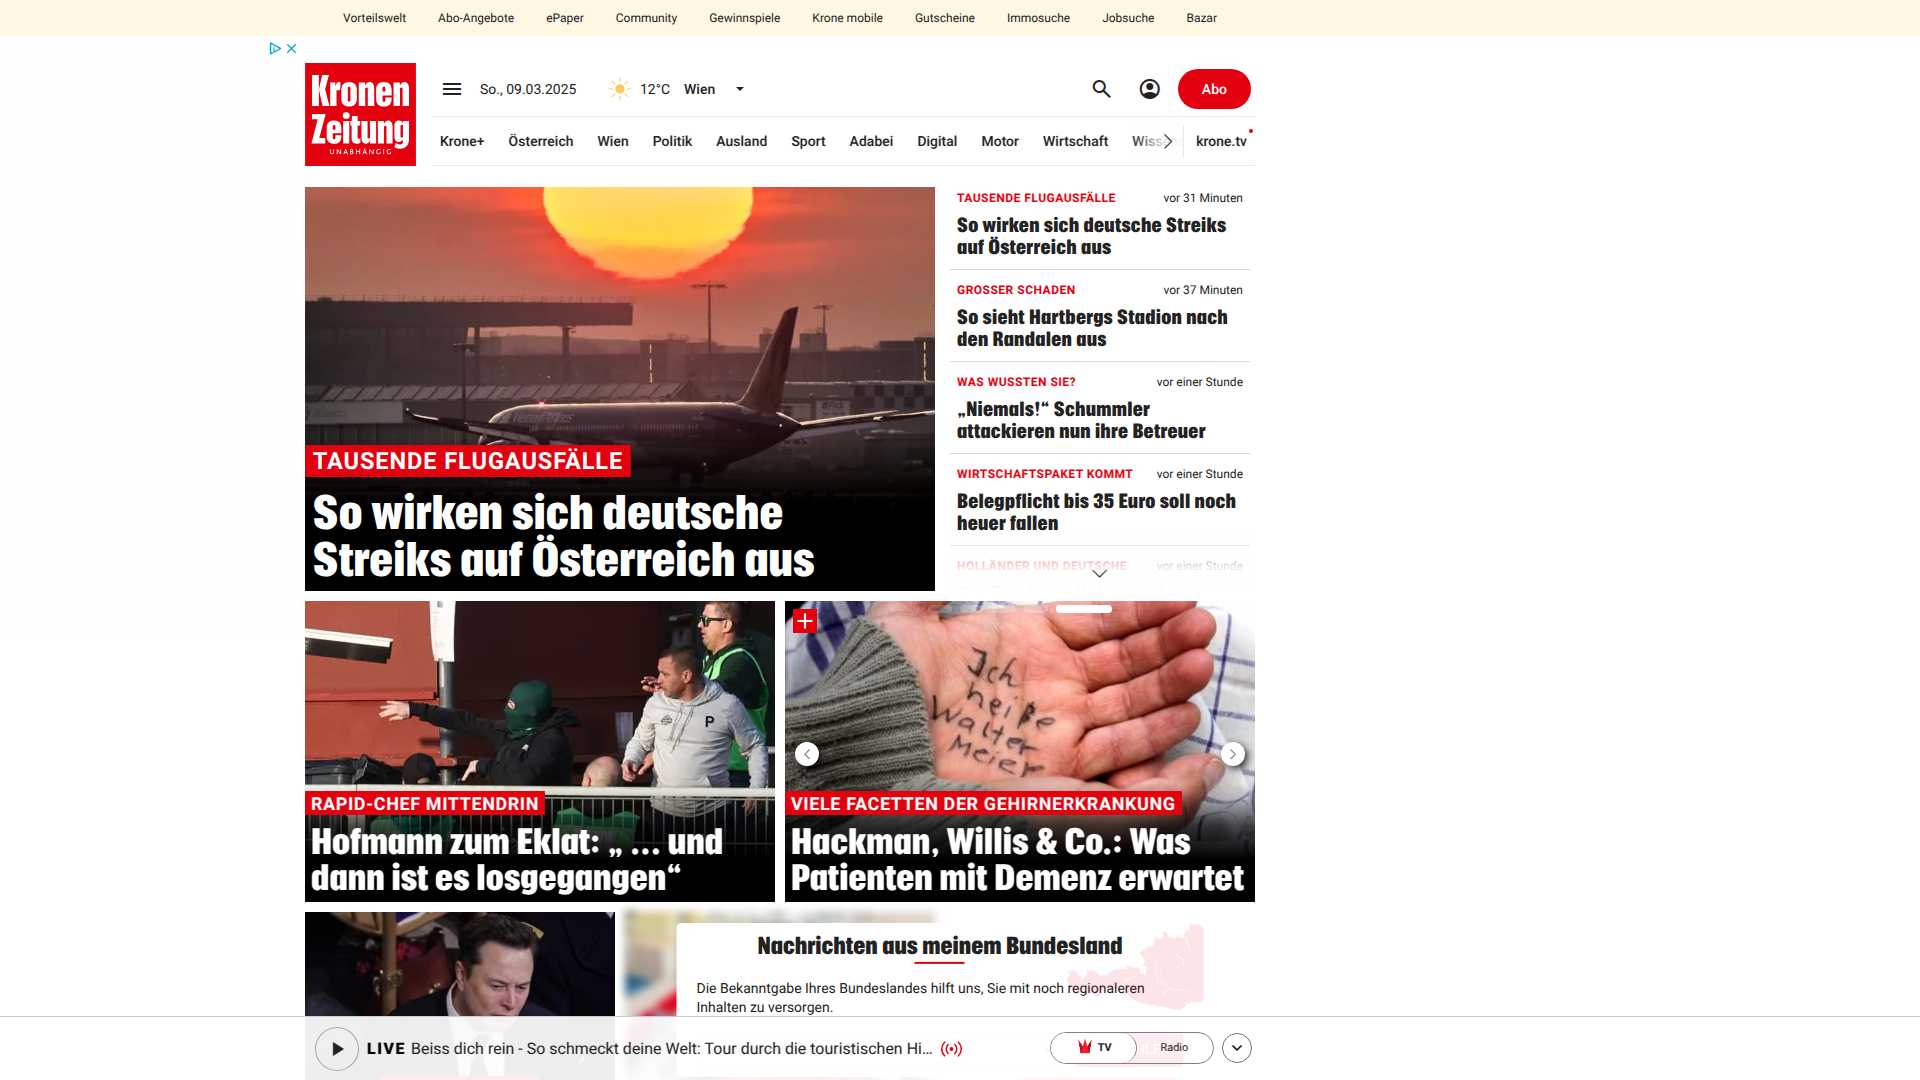 Vorteilswelt Abo-Angebote ePaper Community Gewinnspiele Krone mobile Gutscheine Immosuche Jobsuche Bazar
Kronen
Zeitung
UNABHÄNGIG
So., 09.03.2025 12°C Wien
Abo
Krone+ Österreich Wien Politik Ausland Sport Adabei Digital Motor Wirtschaft Wiss krone.tv
TAUSENDE FLUGAUSFÄLLE
So wirken sich deutsche
Streiks auf Österreich aus
TAUSENDE FLUGAUSFÄLLE vor 31 Minuten
So wirken sich deutsche Streiks
auf Österreich aus
GROSSER SCHADEN vor 37 Minuten
So sieht Hartbergs Stadion nach
den Randalen aus
WAS WUSSTEN SIE? vor einer Stunde
„Niemals!“ Schummler
attackieren nun ihre Betreuer
WIRTSCHAFTSPAKET KOMMT vor einer Stunde
Belegpflicht bis 35 Euro soll noch
heuer fallen
HOLLÄNDER UND DEUTSCHE vor einer Stunde
P
RAPID-CHEF MITTENDRIN
Hofmann zum Eklat: „ ... und
dann ist es losgegangen“
Ich
heiße
Walter
Meier
VIELE FACETTEN DER GEHIRNERKRANKUNG
Hackman, Willis & Co.: Was
Patienten mit Demenz erwartet
Nachrichten aus meinem Bundesland
Die Bekanntgabe Ihres Bundeslandes hilft uns, Sie mit noch regionaleren
Inhalten zu versorgen.
LIVE Beiss dich rein - So schmeckt deine Welt: Tour durch die touristischen Hi...
TV Radio